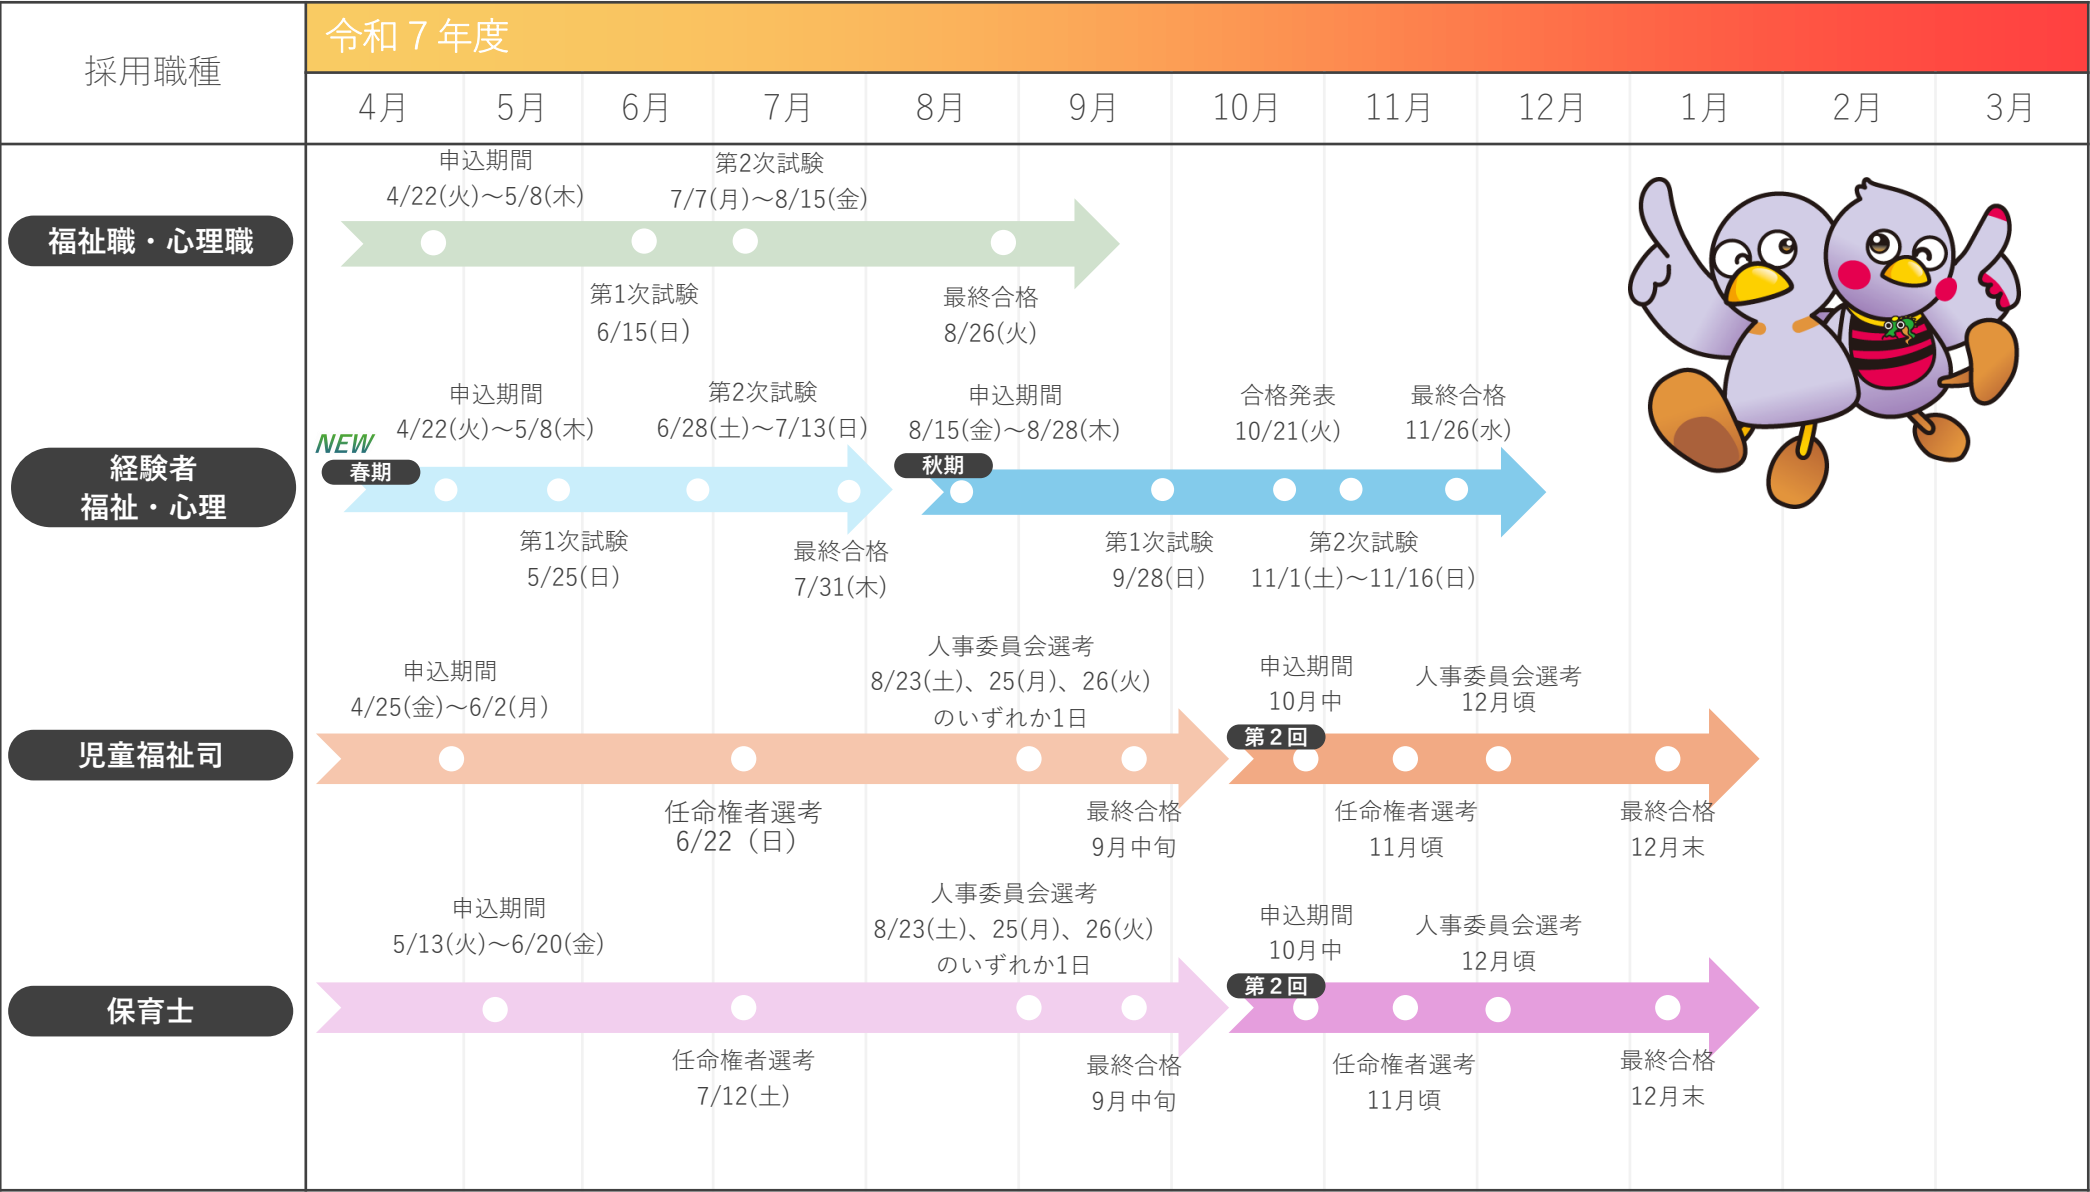 採用職種
令和７年度
4月 5月 6月 7月 8月 9月 10月 11月 12月 1月 2月 3月
福祉職・心理職
申込期間
4/22(火)～5/8(木)
第1次試験
6/15(日)
第2次試験
7/7(月)～8/15(金)
最終合格
8/26(火)
経験者
福祉・心理
NEW
春期
申込期間
4/22(火)～5/8(木)
第1次試験
5/25(日)
第2次試験
6/28(土)～7/13(日)
最終合格
7/31(木)
秋期
申込期間
8/15(金)～8/28(木)
第1次試験
9/28(日)
合格発表
10/21(火)
第2次試験
11/1(土)～11/16(日)
最終合格
11/26(水)
児童福祉司
申込期間
4/25(金)～6/2(月)
任命権者選考
6/22（日）
人事委員会選考
8/23(土)、25(月)、26(火)
のいずれか1日
最終合格
9月中旬
第２回
申込期間
10月中
任命権者選考
11月頃
人事委員会選考
12月頃
最終合格
12月末
保育士
申込期間
5/13(火)～6/20(金)
任命権者選考
7/12(土)
人事委員会選考
8/23(土)、25(月)、26(火)
のいずれか1日
最終合格
9月中旬
第２回
申込期間
10月中
任命権者選考
11月頃
人事委員会選考
12月頃
最終合格
12月末